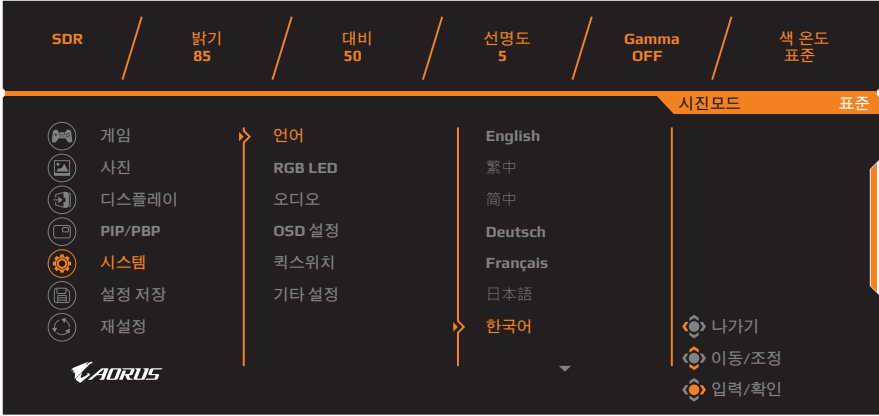 SDR
밝기
85
대비
50
선명도
5
Gamma
OFF
색 온도
표준
시진모드 표준
게임
사진
디스플레이
PIP/PBP
시스템
설정 저장
재설정
언어
RGB LED
오디오
OSD 설정
퀵스위치
기타 설정
English
繁中
简中
Deutsch
Français
日本語
한국어
나가기
이동/조정
입력/확인
AORUS